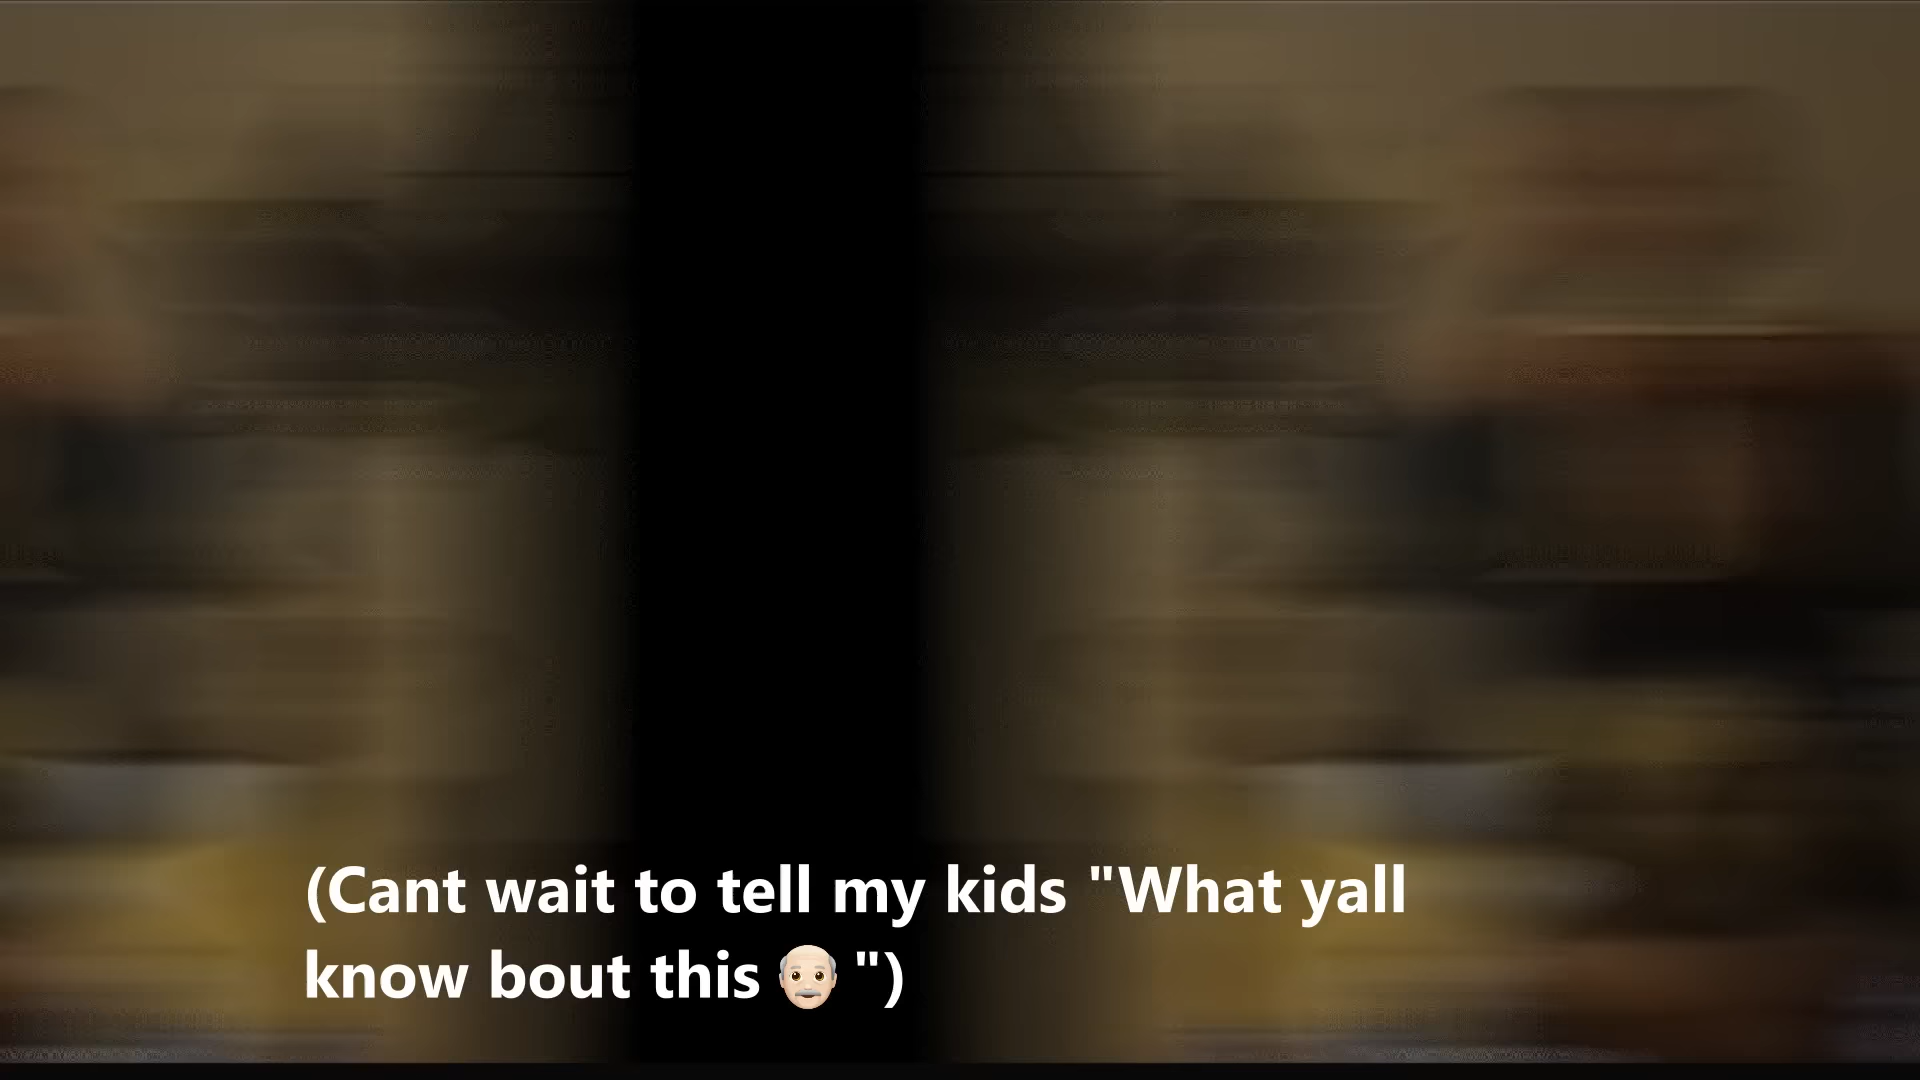 (Cant wait to tell my kids "What yall
know bout this 👴🏻 ")